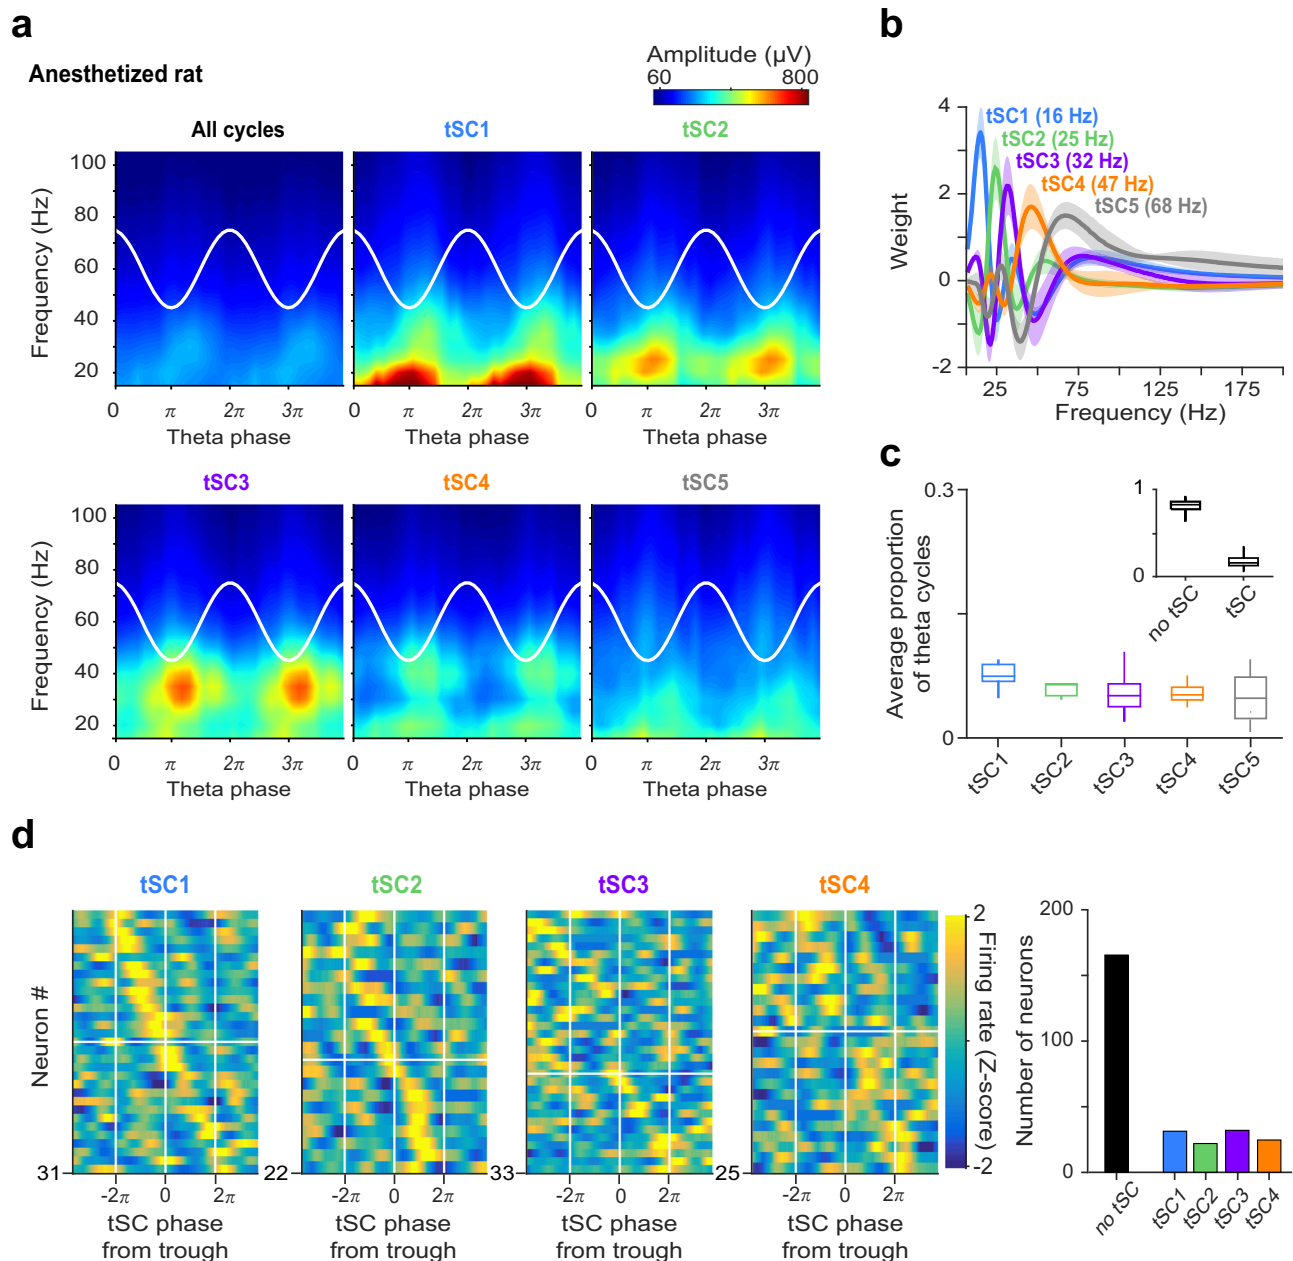 a
Anesthetized rat
Amplitude (µV)
60 800
All cycles tSC1 tSC2
Frequency (Hz)
100
80
60
40
20
0 π 2π 3π 0 π 2π 3π 0 π 2π 3π
Theta phase Theta phase Theta phase
tSC3 tSC4 tSC5
Frequency (Hz)
100
80
60
40
20
0 π 2π 3π 0 π 2π 3π 0 π 2π 3π
Theta phase Theta phase Theta phase
b
Weight
4
2
0
-2
tSC1 (16 Hz)
tSC2 (25 Hz)
tSC3 (32 Hz)
tSC4 (47 Hz)
tSC5 (68 Hz)
25 75 125 175
Frequency (Hz)
c
Average proportion
of theta cycles
0.3
0
1
0
no tSC tSC
tSC1 tSC2 tSC3 tSC4 tSC5
d
tSC1 tSC2 tSC3 tSC4
Neuron #
31 22 33 25
-2π 0 2π -2π 0 2π -2π 0 2π -2π 0 2π
tSC phase tSC phase tSC phase tSC phase
from trough from trough from trough from trough
2
-2
Firing rate (Z-score)
Number of neurons
200
100
0
no tSC tSC1 tSC2 tSC3 tSC4